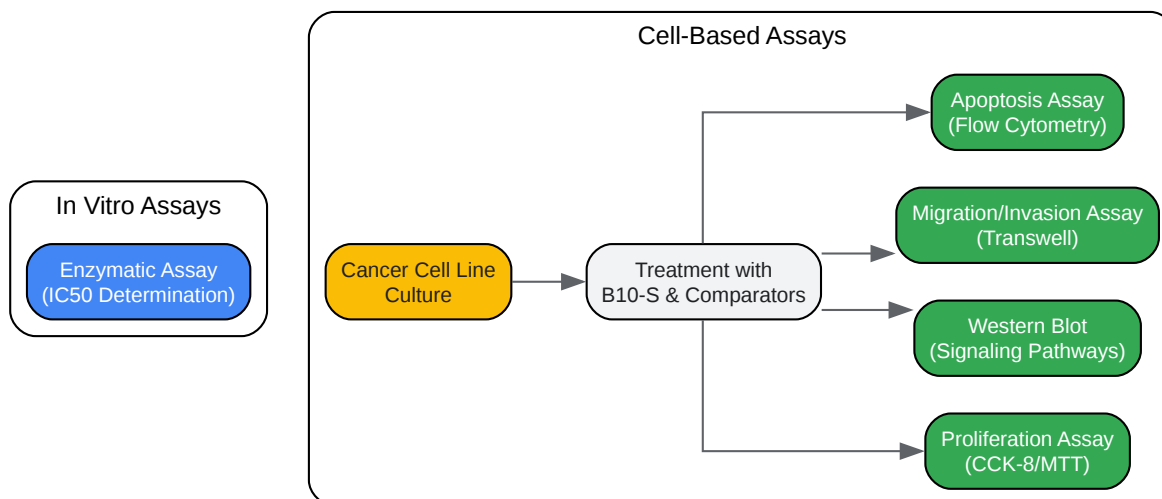 In Vitro Assays
Enzymatic Assay
(IC50 Determination)
Cell-Based Assays
Cancer Cell Line
Culture
Treatment with
B10-S & Comparators
Apoptosis Assay
(Flow Cytometry)
Migration/Invasion Assay
(Transwell)
Western Blot
(Signaling Pathways)
Proliferation Assay
(CCK-8/MTT)